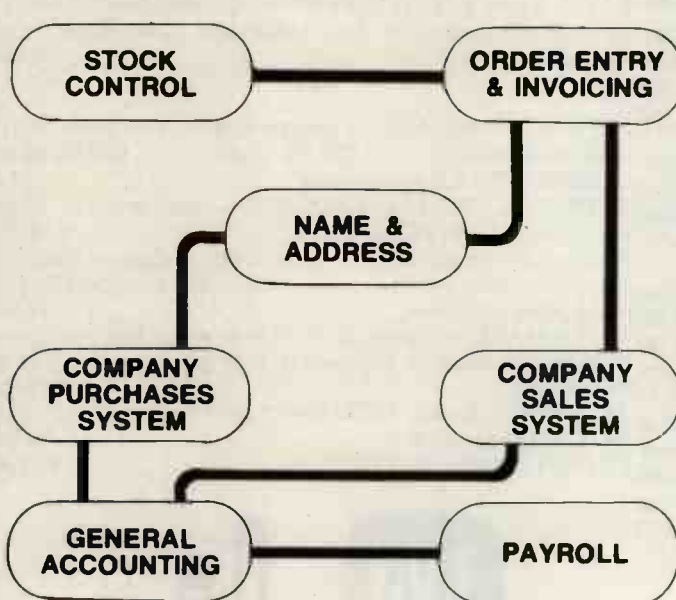 STOCK
CONTROL
ORDER ENTRY
& INVOICING
NAME &
ADDRESS
COMPANY
PURCHASES
SYSTEM
COMPANY
SALES
SYSTEM
GENERAL
ACCOUNTING
PAYROLL